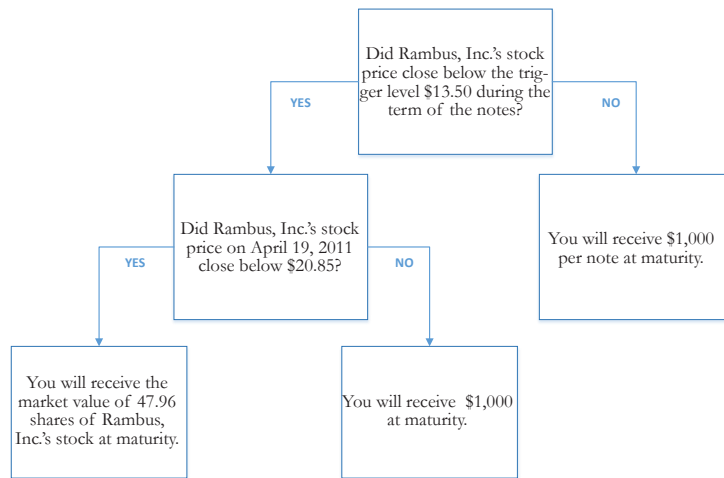 Did Rambus, Inc.'s stock
price close below the trig-
ger level $13.50 during the
term of the notes?
YES
NO
Did Rambus, Inc.'s stock
price on April 19, 2011
close below $20.85?
You will receive $1,000
per note at maturity.
YES
NO
You will receive the
market value of 47.96
shares of Rambus,
Inc.'s stock at maturity.
You will receive $1,000
at maturity.